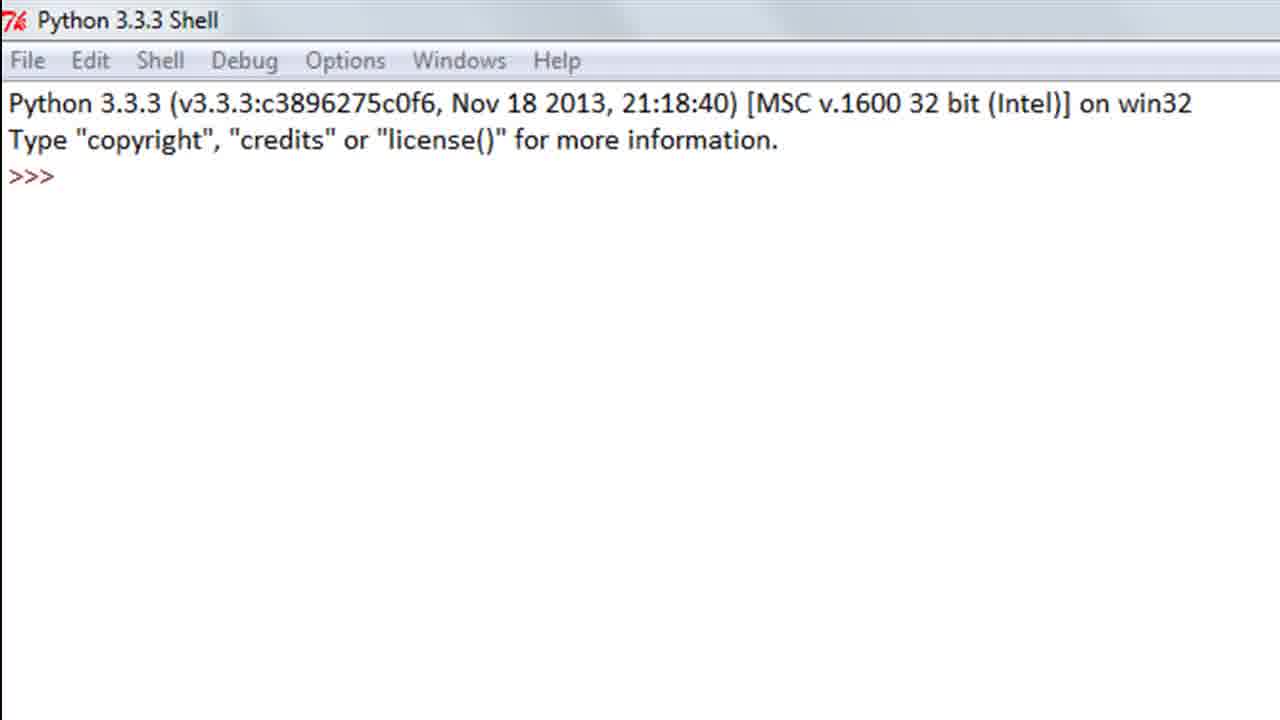 Python 3.3.3 Shell
File Edit Shell Debug Options Windows Help
Python 3.3.3 (v3.3.3:c3896275c0f6, Nov 18 2013, 21:18:40) [MSC v.1600 32 bit (Intel)] on win32
Type "copyright", "credits" or "license()" for more information.
>>>